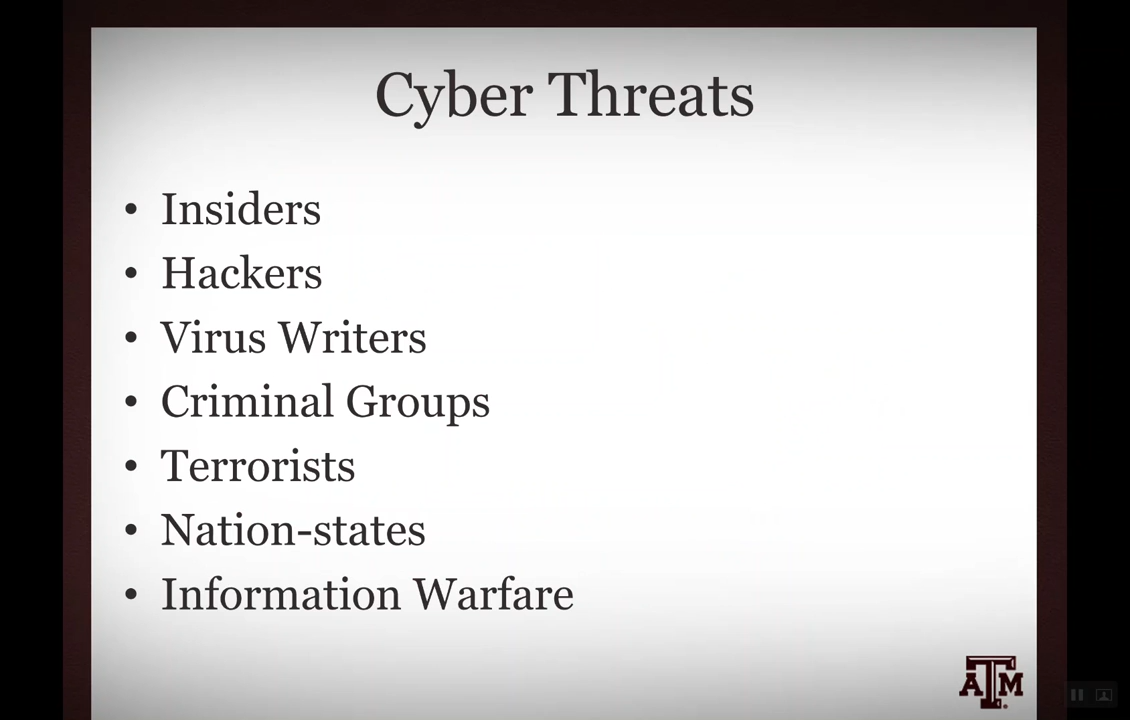 Cyber Threats
• Insiders
• Hackers
• Virus Writers
• Criminal Groups
• Terrorists
• Nation-states
• Information Warfare
ATM